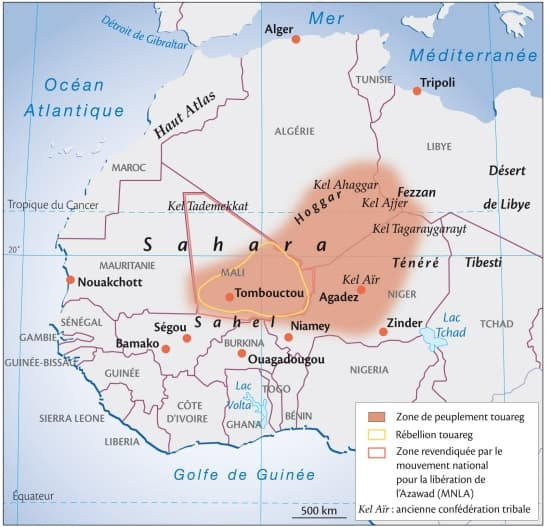 Mer
Méditerranée
Détroit de Gibraltar
Alger
Océan
Atlantique
TUNISIE
Tripoli
Haut Atlas
ALGÉRIE
LIBYE
MAROC
Désert
de Libye
Kel Ahaggar
Fezzan
Hoggar
Kel Ajjer
Tropique du Cancer
Kel Tademekkat
Kel Tagaraygarayt
Sahara
20°
MAURITANIE
MALI
Ténéré
Tibesti
Nouakchott
Tombouctou
Kel Aïr
Agadez
NIGER
SÉNÉGAL
Ségou
Sahel
Niamey
Zinder
Lac
Tchad
TCHAD
GAMBIE
Bamako
BURKINA
Ouagadougou
GUINÉE-BISSAU
GUINÉE
NIGERIA
Lac
Volta
TOGO
BÉNIN
SIERRA LEONE
CÔTE
D'IVOIRE
GHANA
LIBERIA
Golfe de Guinée
Équateur
500 km
Zone de peuplement touareg
Rébellion touareg
Zone revendiquée par le
mouvement national
pour la libération de
l'Azawad (MNLA)
Kel Aïr : ancienne confédération tribale